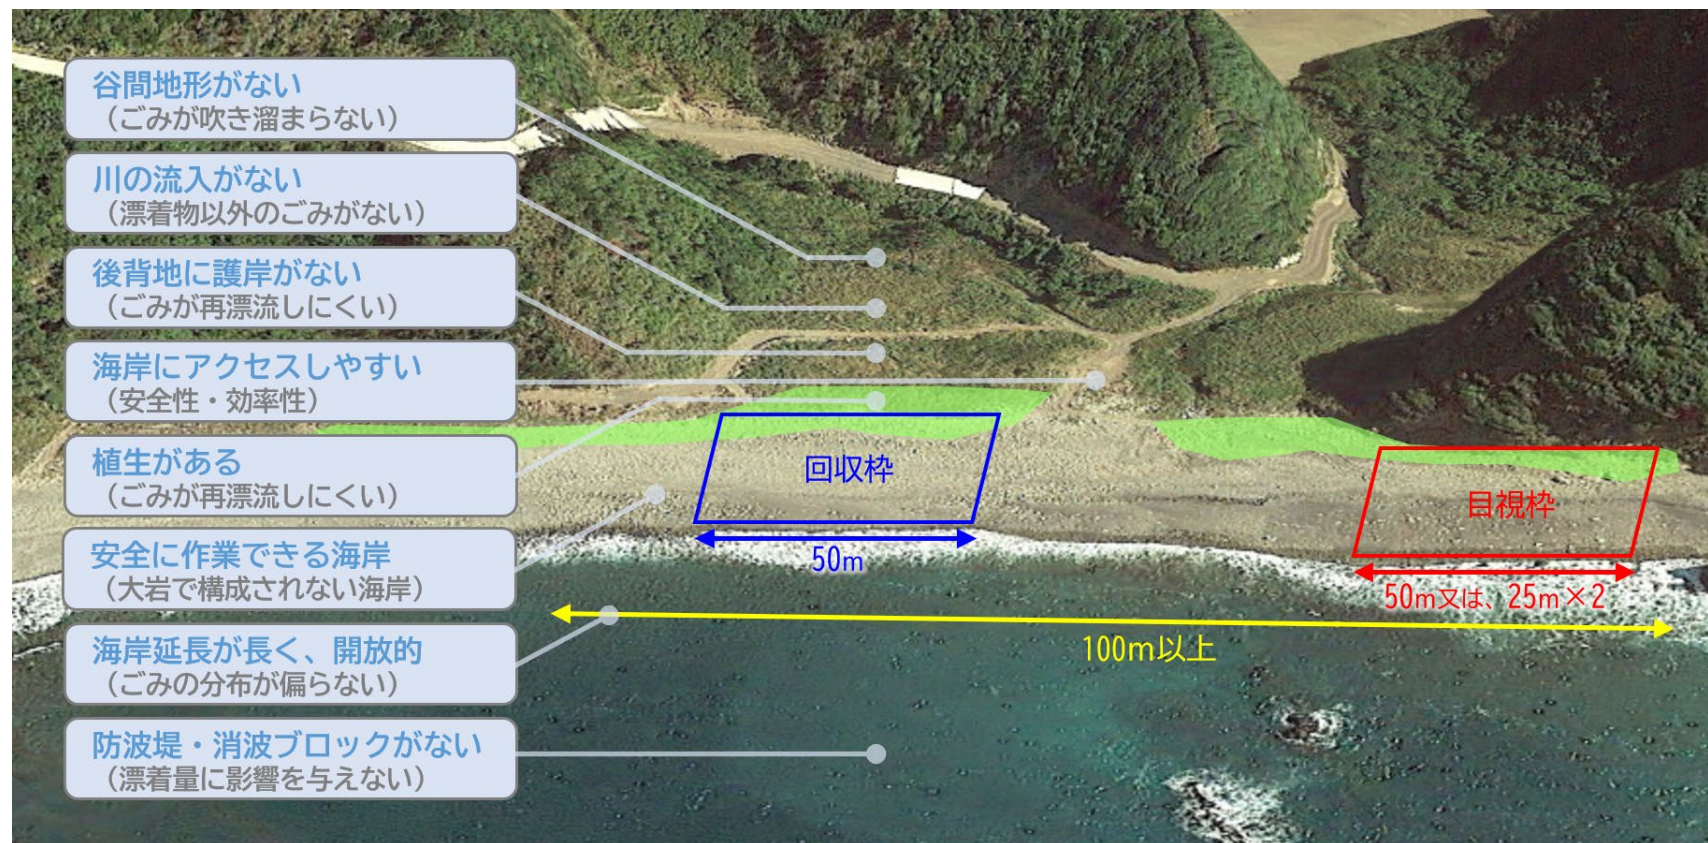 谷間地形がない
（ごみが吹き溜まらない）
川の流入がない
（漂着物以外のごみがない）
後背地に護岸がない
（ごみが再漂流しにくい）
海岸にアクセスしやすい
（安全性・効率性）
植生がある
（ごみが再漂流しにくい）
安全に作業できる海岸
（大岩で構成されない海岸）
海岸延長が長く、開放的
（ごみの分布が偏らない）
防波堤・消波ブロックがない
（漂着量に影響を与えない）
回収枠
50m
目視枠
50m又は、25m×2
100m以上